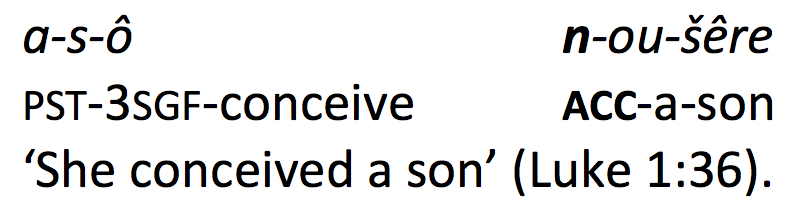 a-s-ô n-ou-šêre
PST-3SGF-conceive ACC-a-son
‘She conceived a son’ (Luke 1:36).